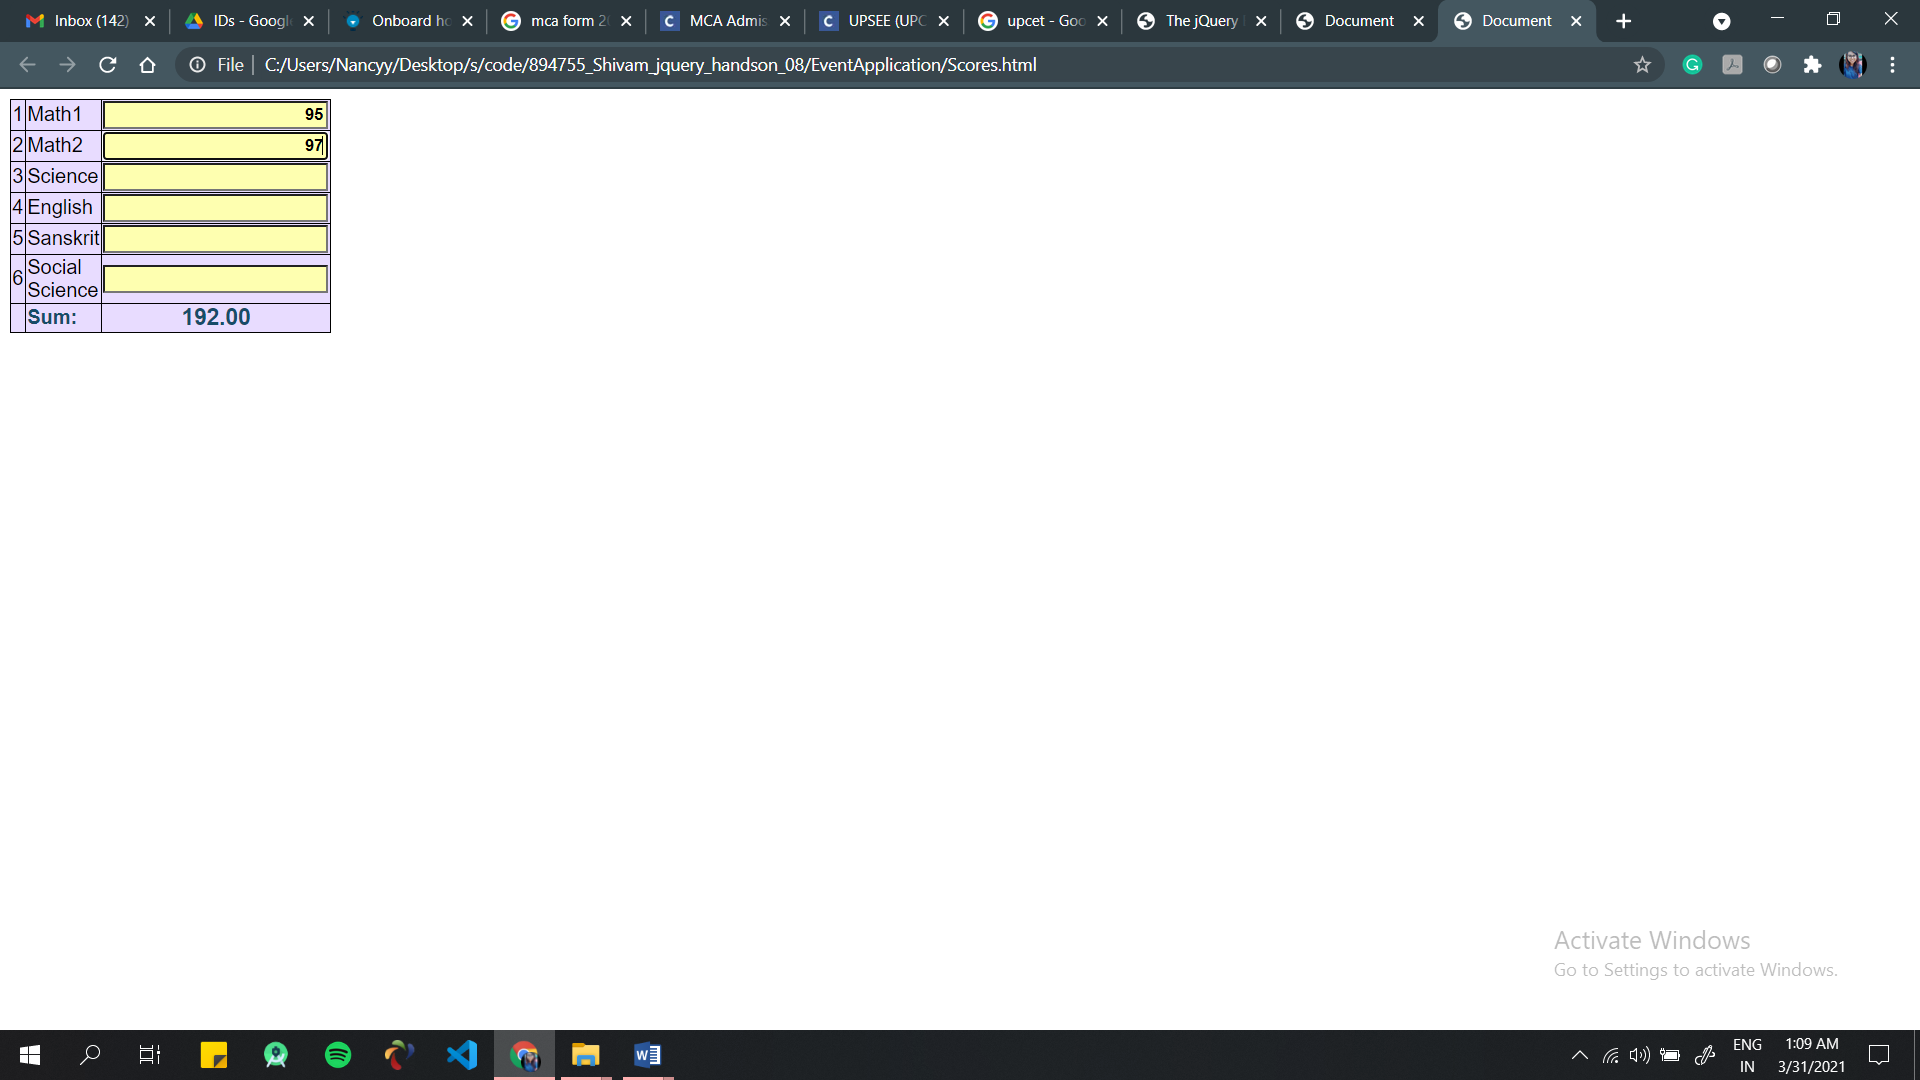 Inbox (142)
IDs - Googl
Onboard ho
mca form 20
MCA Admis
UPSEE (UPC
upcet - Goo
The jQuery
Document
Document
File
C:/Users/Nancyy/Desktop/s/code/894755_Shivam_jquery_handson_08/EventApplication/Scores.html
1 Math1 95
2 Math2 97
3 Science
4 English
5 Sanskrit
6 Social
Science
Sum: 192.00
Activate Windows
Go to Settings to activate Windows.
ENG
IN
1:09 AM
3/31/2021